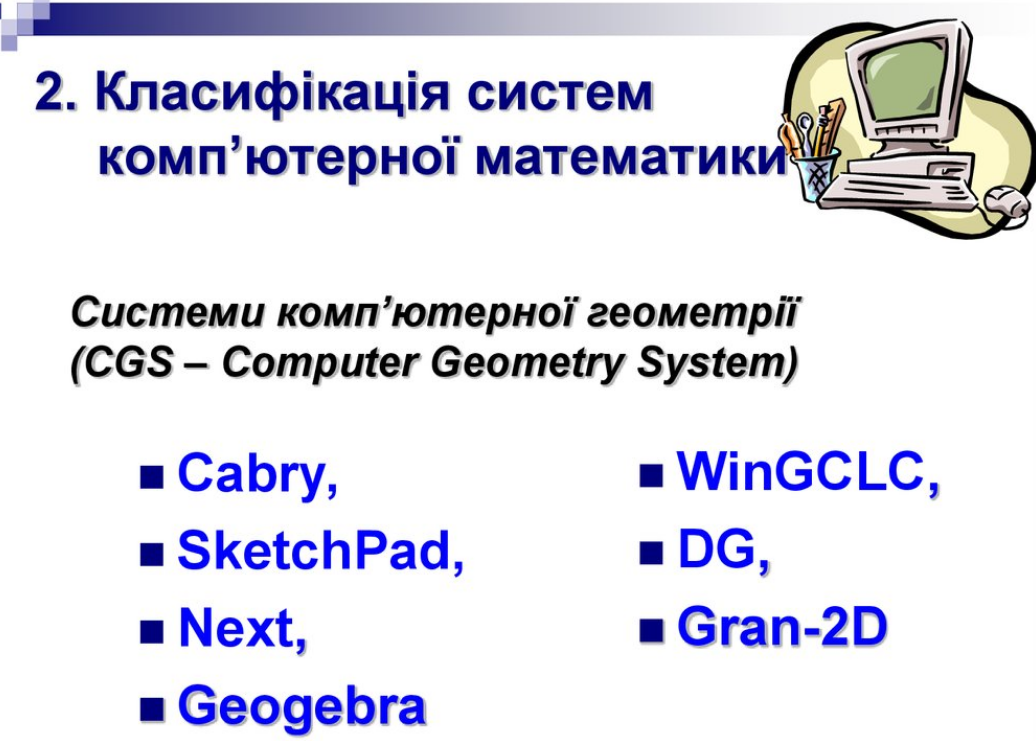 2. Класифікація систем
комп’ютерної математики
Системи комп’ютерної геометрії
(CGS – Computer Geometry System)
Cabry,
SketchPad,
Next,
Geogebra
WinGCLC,
DG,
Gran-2D